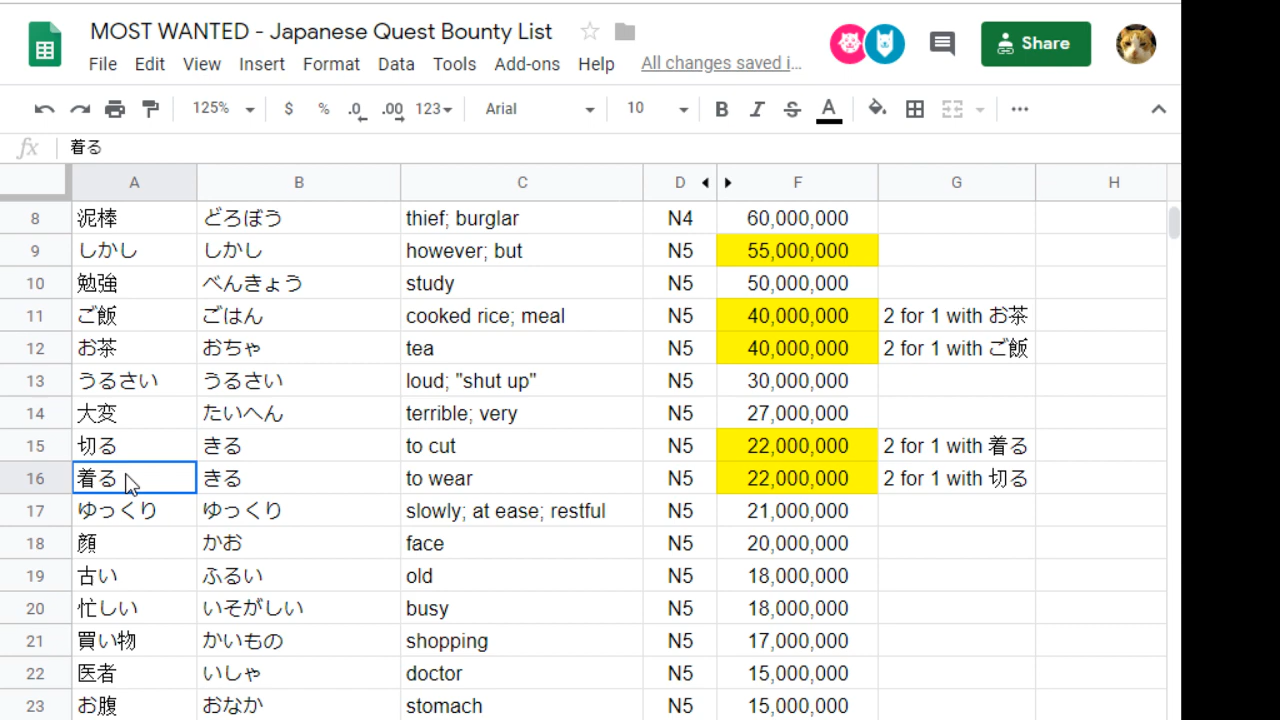 MOST WANTED - Japanese Quest Bounty List
File Edit View Insert Format Data Tools Add-ons Help All changes saved i…
Share
125% $ % .0 .00 123 Arial 10 B I S A …
fx 着る
A B C D F G H
8 泥棒 どろぼう thief; burglar N4 60,000,000
9 しかし しかし however; but N5 55,000,000
10 勉強 べんきょう study N5 50,000,000
11 ご飯 ごはん cooked rice; meal N5 40,000,000 2 for 1 with お茶
12 お茶 おちゃ tea N5 40,000,000 2 for 1 with ご飯
13 うるさい うるさい loud; "shut up" N5 30,000,000
14 大変 たいへん terrible; very N5 27,000,000
15 切る きる to cut N5 22,000,000 2 for 1 with 着る
16 着る きる to wear N5 22,000,000 2 for 1 with 切る
17 ゆっくり ゆっくり slowly; at ease; restful N5 21,000,000
18 顔 かお face N5 20,000,000
19 古い ふるい old N5 18,000,000
20 忙しい いそがしい busy N5 18,000,000
21 買い物 かいもの shopping N5 17,000,000
22 医者 いしゃ doctor N5 15,000,000
23 お腹 おなか stomach N5 15,000,000